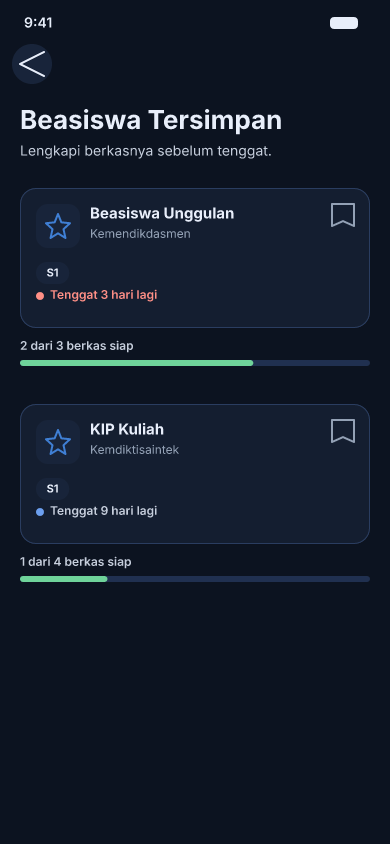 9:41
Beasiswa Tersimpan
Lengkapi berkasnya sebelum tenggat.
Beasiswa Unggulan
Kemendikdasmen
S1
Tenggat 3 hari lagi
2 dari 3 berkas siap
KIP Kuliah
Kemdiktisaintek
S1
Tenggat 9 hari lagi
1 dari 4 berkas siap